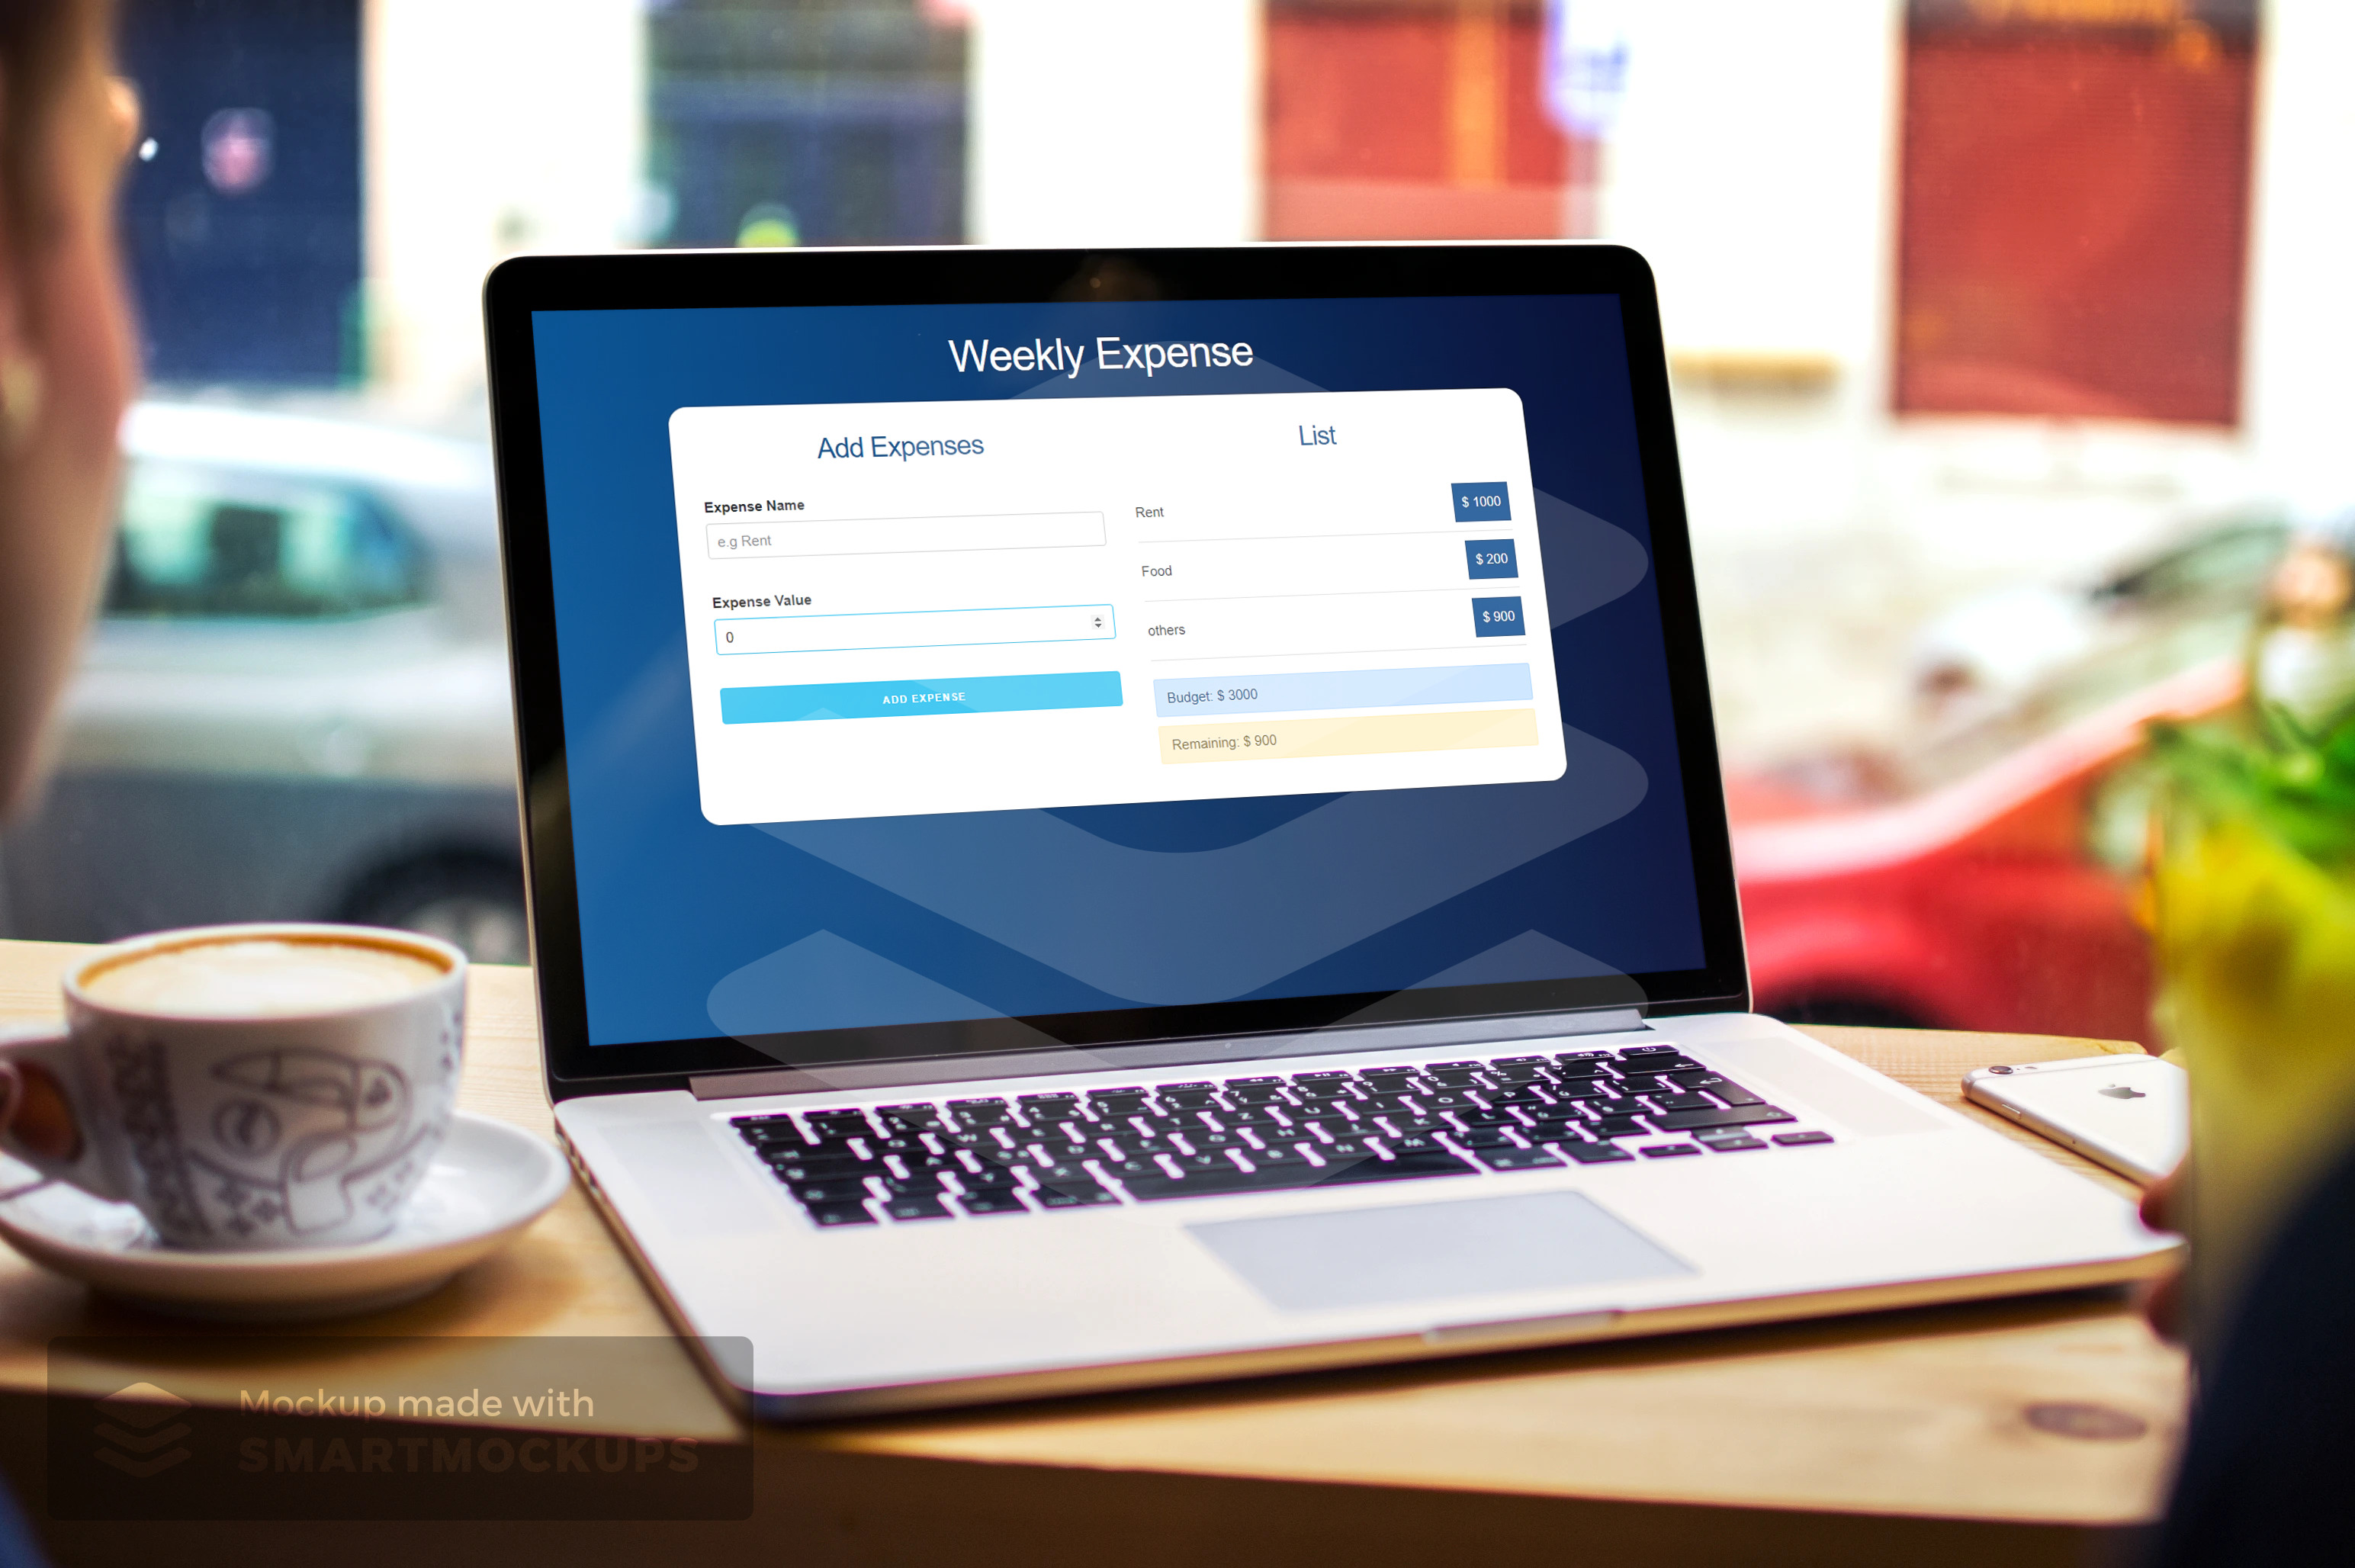 Weekly Expense
Add Expenses
Expense Name
e.g Rent
Expense Value
0
ADD EXPENSE
List
Rent
$ 1000
Food
$ 200
others
$ 900
Budget: $ 3000
Remaining: $ 900
Mockup made with
SMARTMOCKUPS